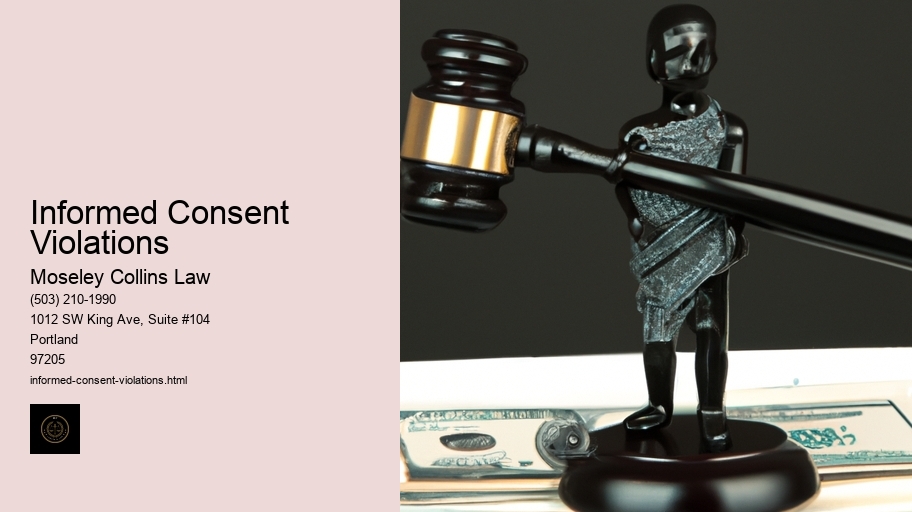 Informed Consent
Violations
Moseley Collins Law
(503) 210-1990
1012 SW King Ave, Suite #104
Portland
97205
informed-consent-violations.html